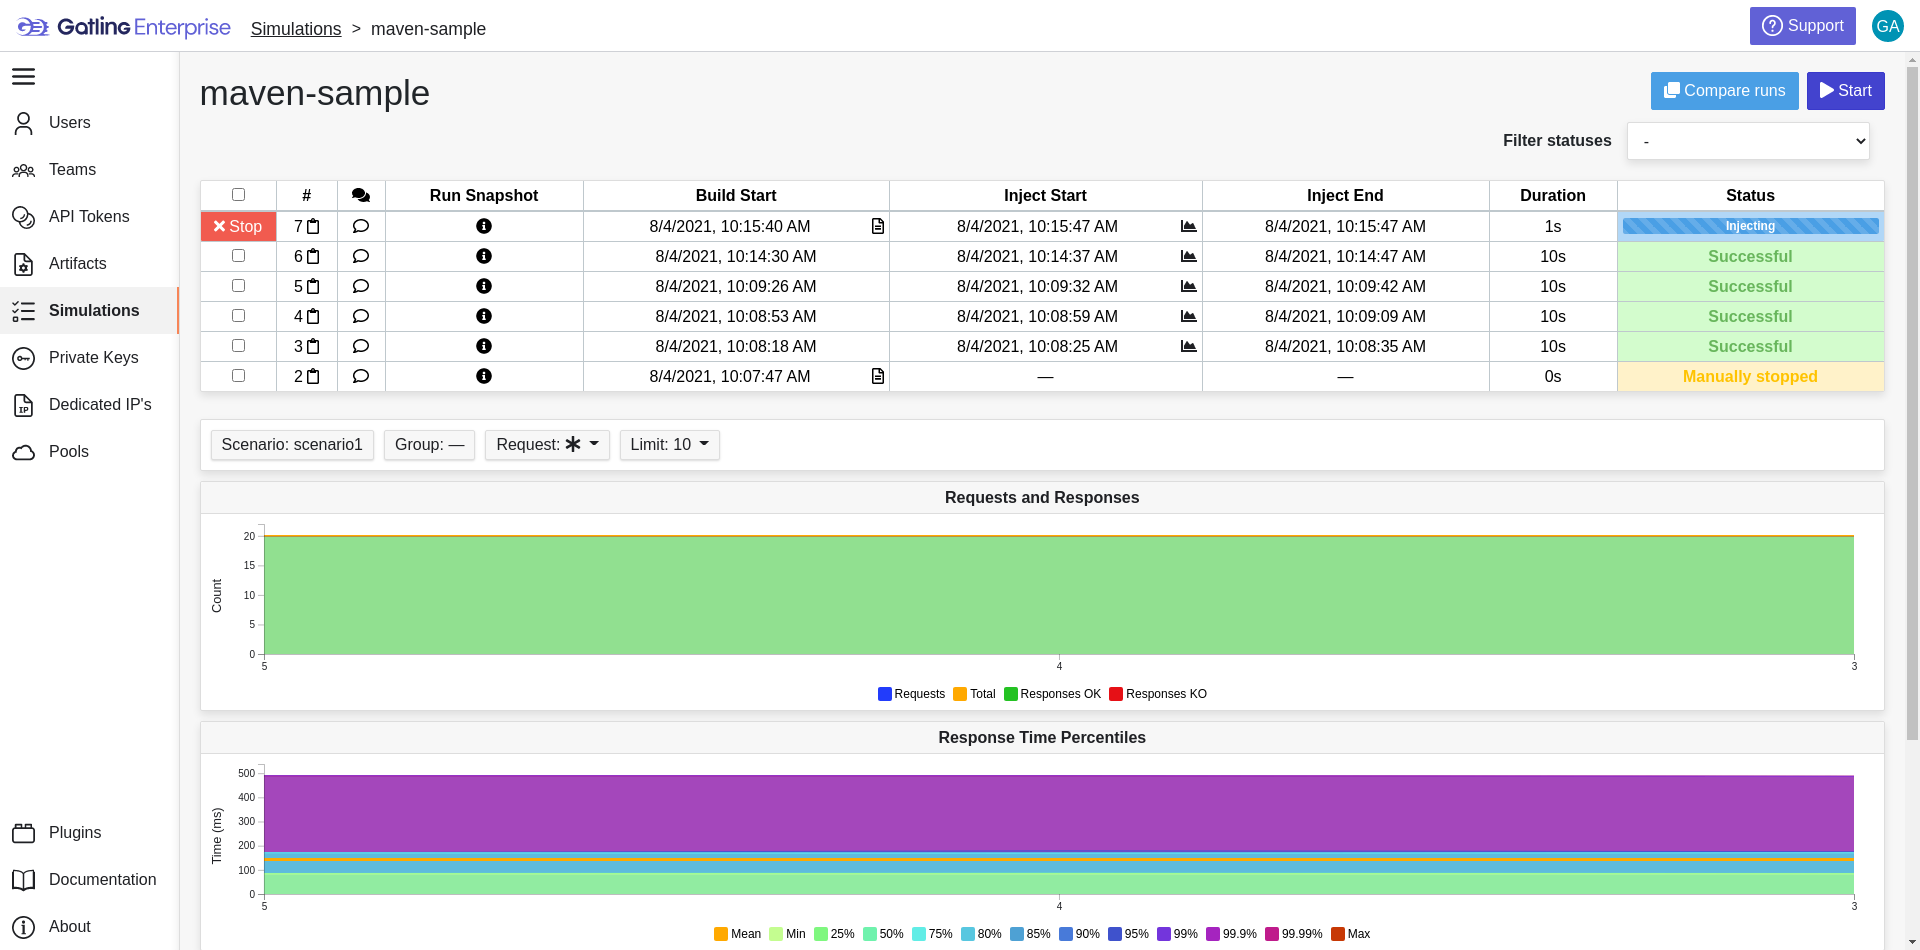 Gatling Enterprise Simulations > maven-sample Support GA
maven-sample Compare runs Start
Filter statuses -
Users
Teams
API Tokens
Artifacts
Simulations
Private Keys
Dedicated IP's
Pools
Plugins
Documentation
About
# Run Snapshot Build Start Inject Start Inject End Duration Status
Stop 7 8/4/2021, 10:15:40 AM 8/4/2021, 10:15:47 AM 8/4/2021, 10:15:47 AM 1s Injecting
6 8/4/2021, 10:14:30 AM 8/4/2021, 10:14:37 AM 8/4/2021, 10:14:47 AM 10s Successful
5 8/4/2021, 10:09:26 AM 8/4/2021, 10:09:32 AM 8/4/2021, 10:09:42 AM 10s Successful
4 8/4/2021, 10:08:53 AM 8/4/2021, 10:08:59 AM 8/4/2021, 10:09:09 AM 10s Successful
3 8/4/2021, 10:08:18 AM 8/4/2021, 10:08:25 AM 8/4/2021, 10:08:35 AM 10s Successful
2 8/4/2021, 10:07:47 AM — — 0s Manually stopped
Scenario: scenario1 Group: — Request: ✱ Limit: 10
Requests and Responses
Count
20
15
10
5
0
5 4 3
Requests Total Responses OK Responses KO
Response Time Percentiles
Time (ms)
500
400
300
200
100
0
5 4 3
Mean Min 25% 50% 75% 80% 85% 90% 95% 99% 99.9% 99.99% Max